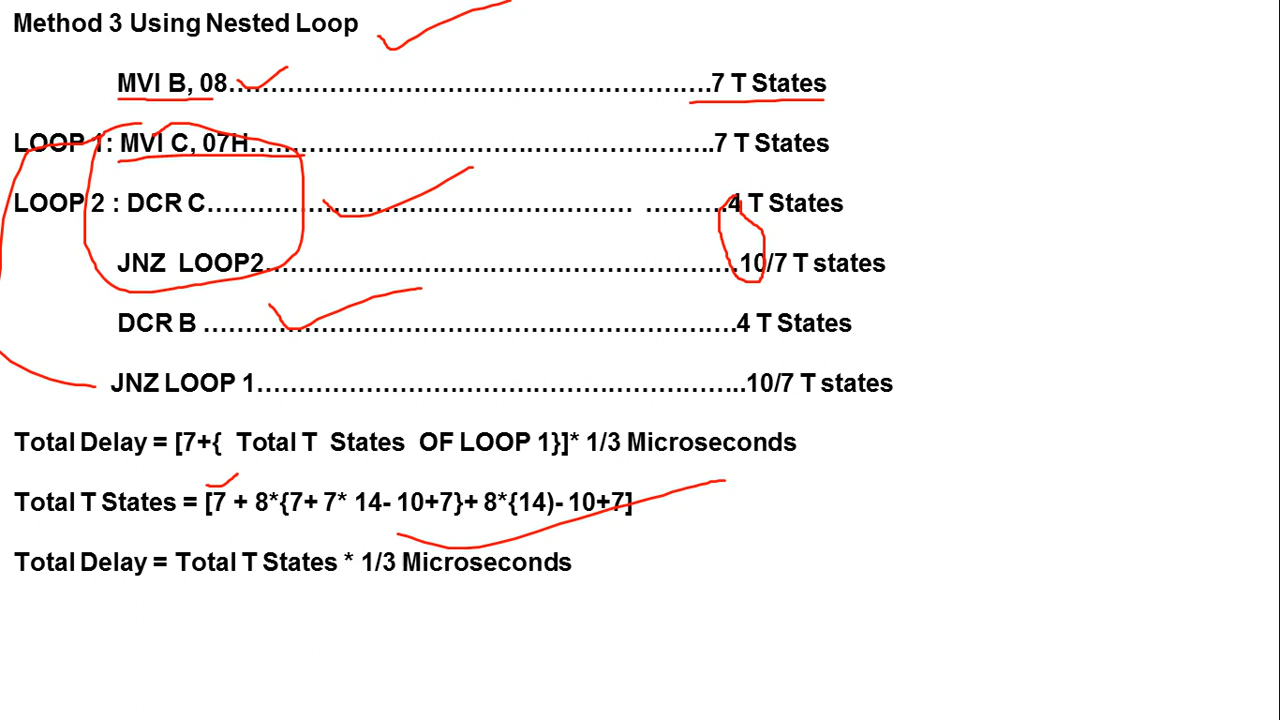 Method 3 Using Nested Loop
MVI B, 08............................................................7 T States
LOOP 1: MVI C, 07H..........................................................7 T States
LOOP 2 : DCR C................................................... ..........4 T States
JNZ LOOP2............................................................10/7 T states
DCR B ................................................................4 T States
JNZ LOOP 1............................................................10/7 T states
Total Delay = [7+{ Total T States OF LOOP 1}]* 1/3 Microseconds
Total T States = [7 + 8*{7+ 7* 14- 10+7}+ 8*{14)- 10+7]
Total Delay = Total T States * 1/3 Microseconds